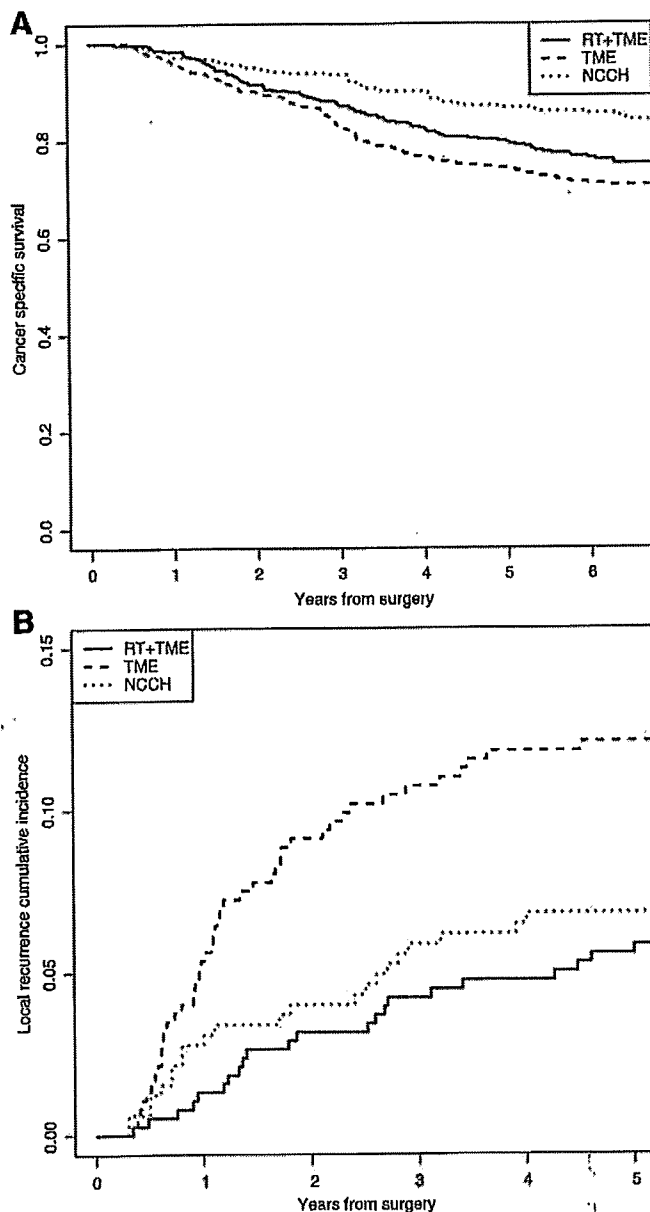 A
RT+TME
TME
NCCH
1.0
0.8
0.6
0.4
0.2
0.0
Cancer specific survival
0 1 2 3 4 5 6
Years from surgery
B
RT+TME
TME
NCCH
0.15
0.10
0.05
0.00
Local recurrence cumulative incidence
0 1 2 3 4 5
Years from surgery